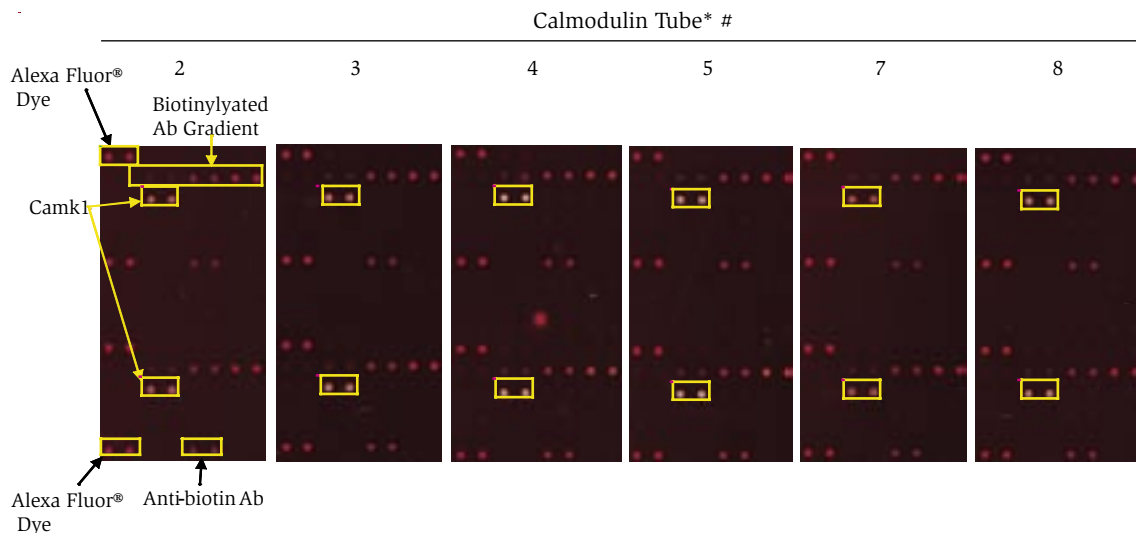 Calmodulin Tube* #
2 3 4 5 7 8
Alexa Fluor®
Dye
Biotinylyated
Ab Gradient
Camk1
Alexa Fluor®
Dye
Anti-biotin Ab